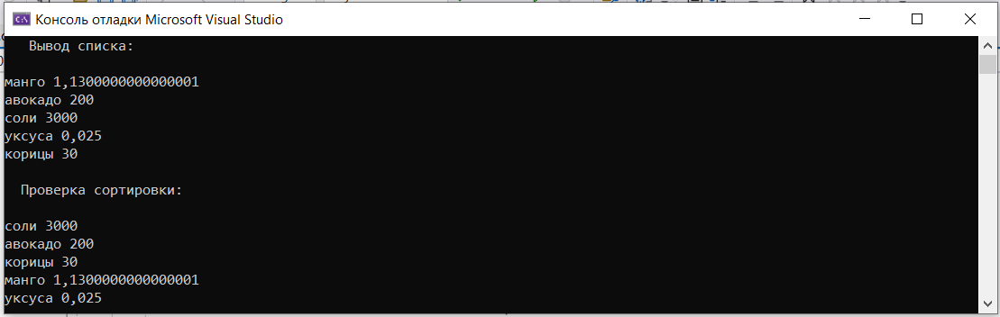 Консоль отладки Microsoft Visual Studio
Вывод списка:
манго 1,1300000000000001
авокадо 200
соли 3000
уксуса 0,025
корицы 30
Проверка сортировки:
соли 3000
авокадо 200
корицы 30
манго 1,1300000000000001
уксуса 0,025